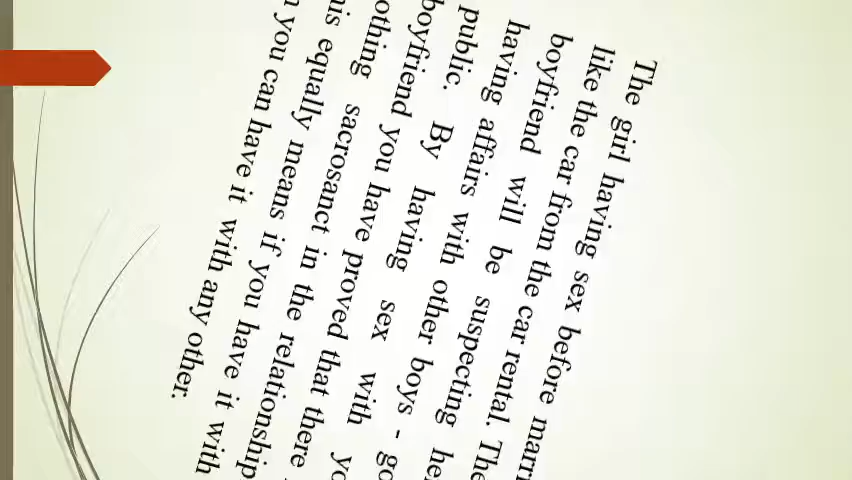 The girl having sex before marr
like the car from the car rental. The
boyfriend will be suspecting he
having affairs with other boys - go
public. By having sex with yo
boyfriend you have proved that there
othing sacrosanct in the relationship
his equally means if you have it with
you can have it with any other.